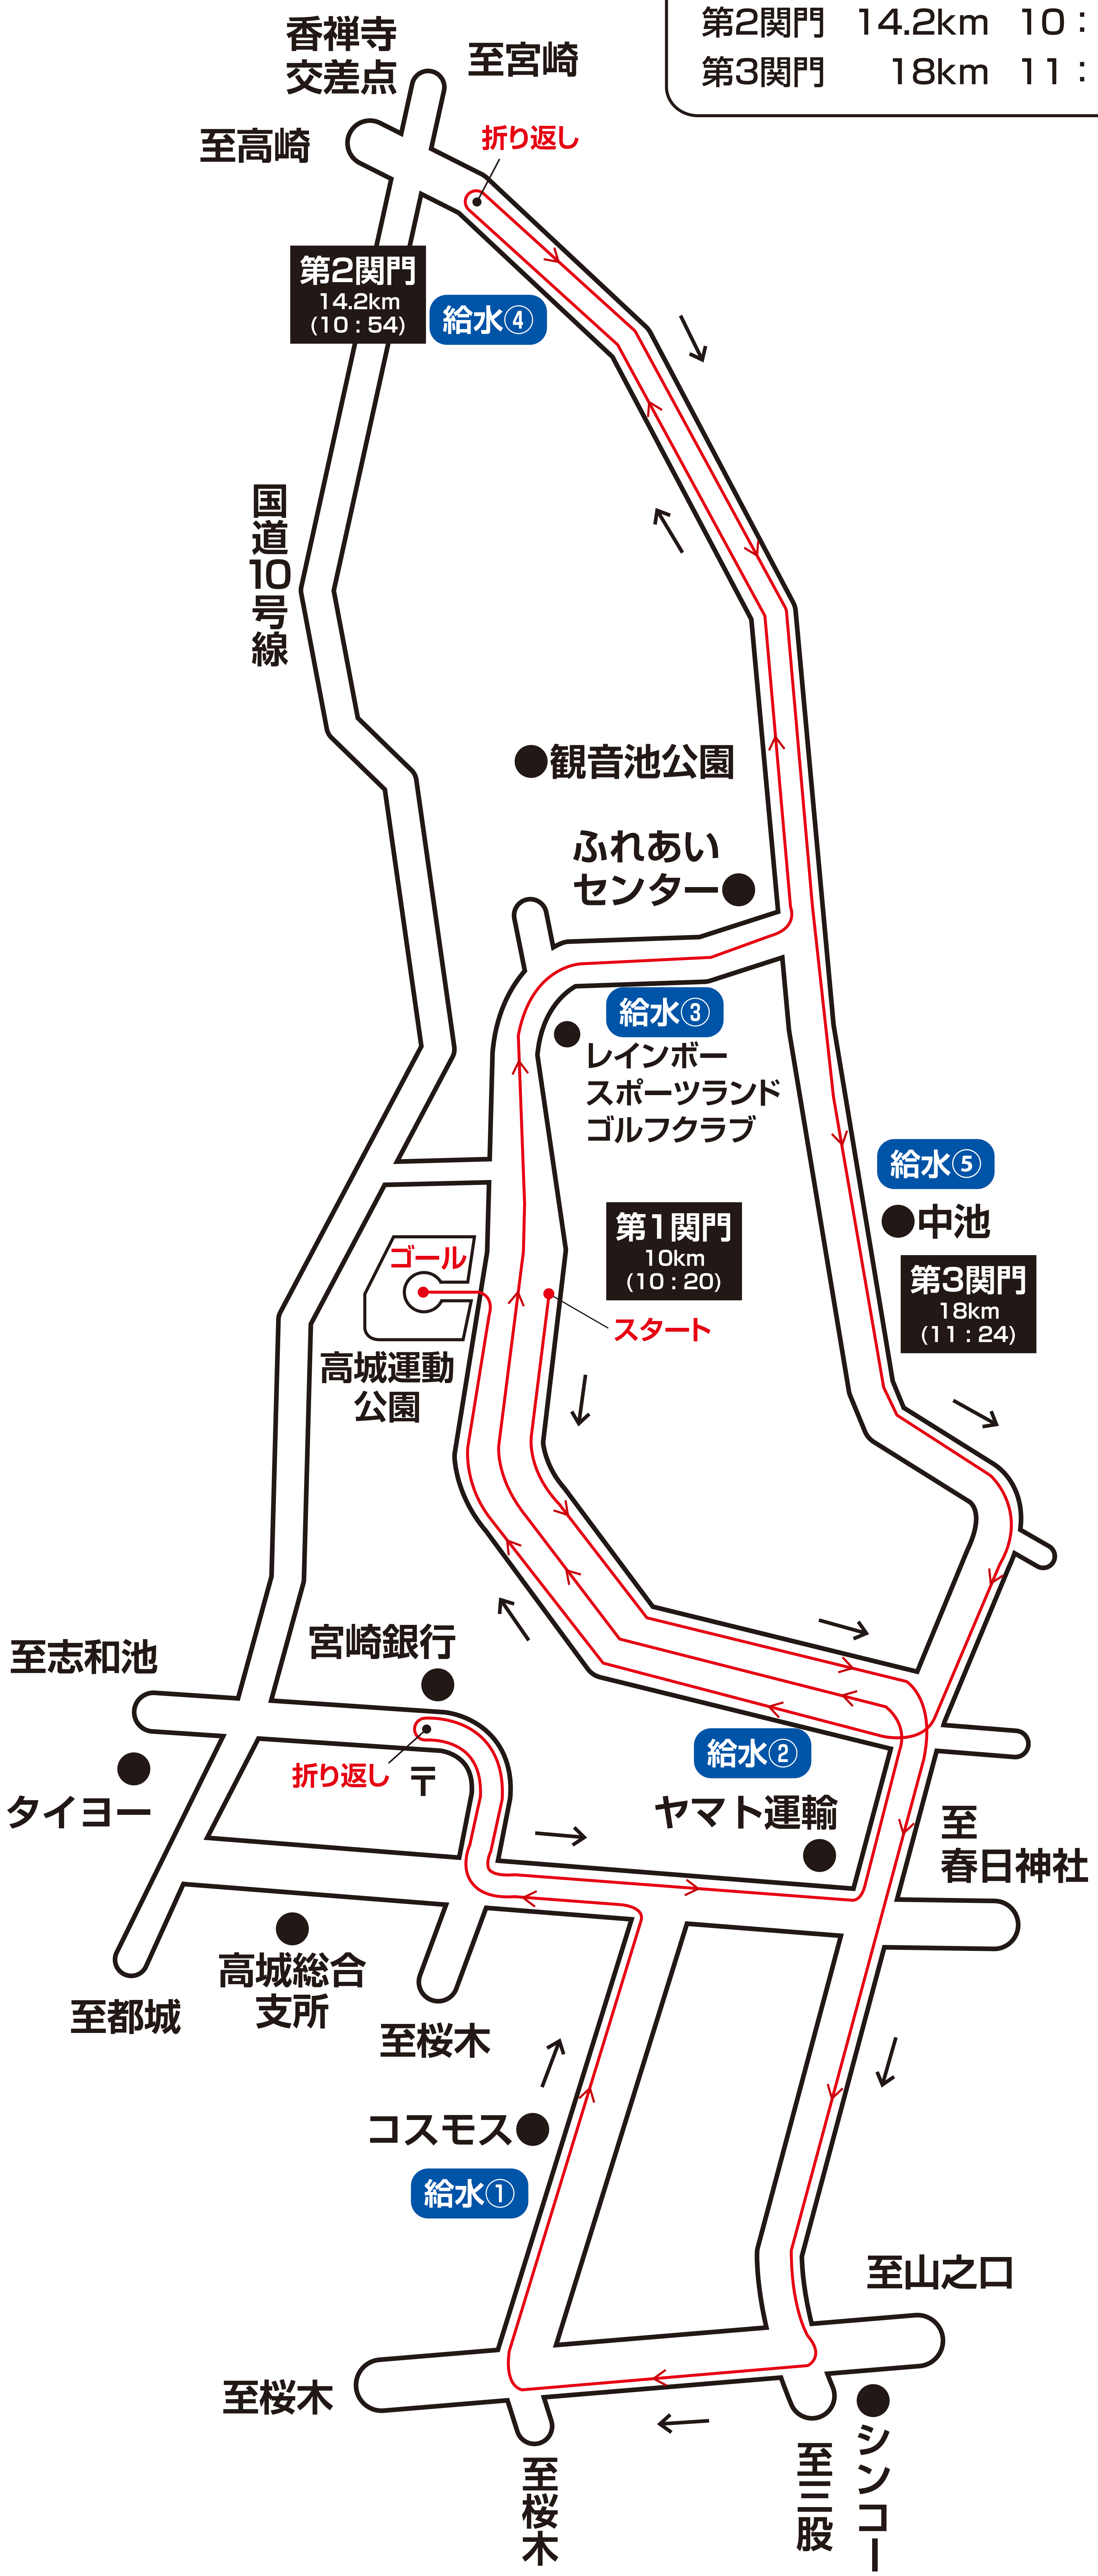 第2関門 14.2km 10：
第3関門 18km 11：
香禅寺
交差点
至宮崎
至高崎
折り返し
第2関門
14.2km
(10：54)
給水④
国道10号線
観音池公園
ふれあい
センター
給水③
レインボー
スポーツランド
ゴルフクラブ
給水⑤
中池
第1関門
10km
(10：20)
第3関門
18km
(11：24)
ゴール
スタート
高城運動
公園
宮崎銀行
至志和池
折り返し
〒
タイヨー
給水②
ヤマト運輸
至
春日神社
高城総合
支所
至都城
至桜木
コスモス
給水①
至山之口
至桜木
至桜木
至三股
シンコー